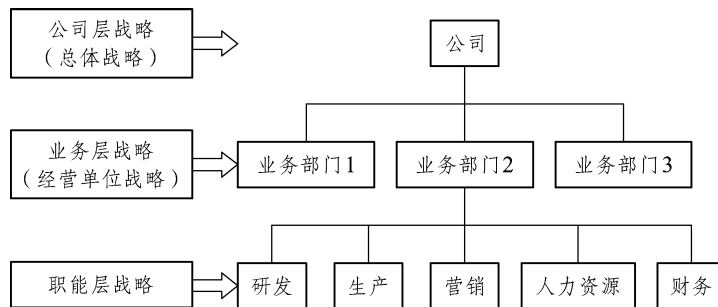 公司层战略
（总体战略）
公司
业务层战略
（经营单位战略）
业务部门1
业务部门2
业务部门3
职能层战略
研发
生产
营销
人力资源
财务